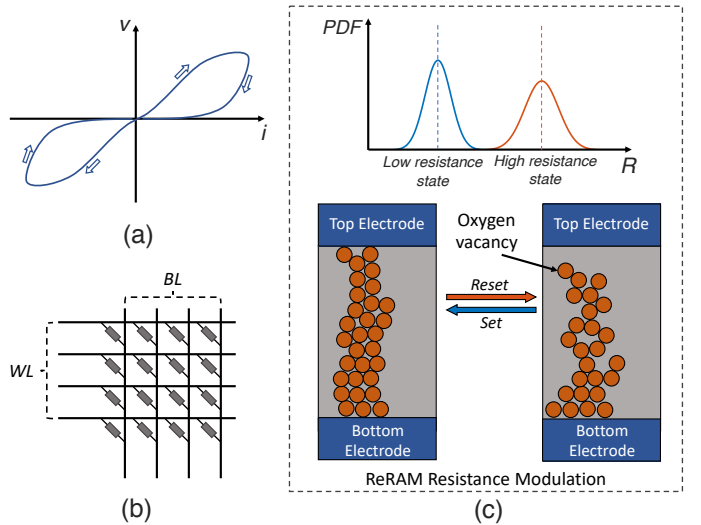 v
i
(a)
BL
WL
(b)
PDF
Low resistance
state
High resistance
state
R
Top Electrode
Oxygen
vacancy
Top Electrode
Reset
Set
Bottom
Electrode
Bottom
Electrode
ReRAM Resistance Modulation
(c)